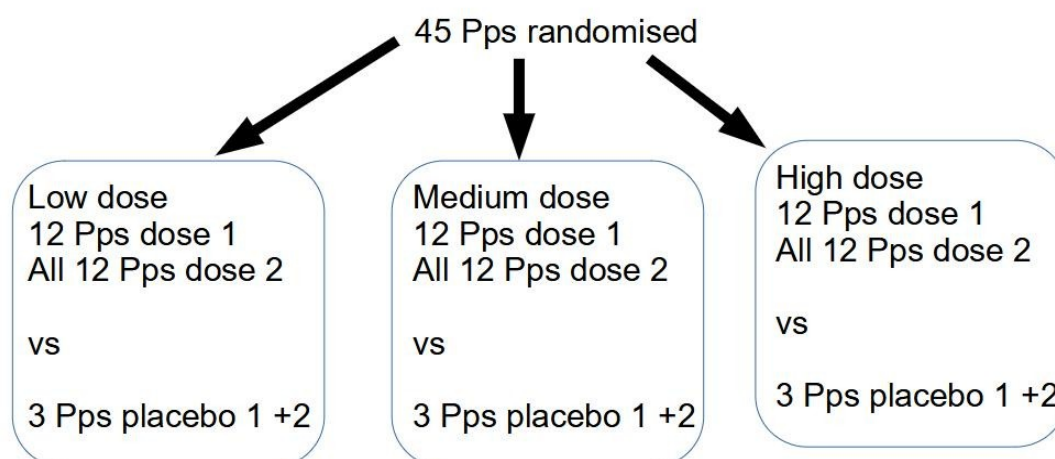 45 Pps randomised
Low dose
12 Pps dose 1
All 12 Pps dose 2
vs
3 Pps placebo 1 +2
Medium dose
12 Pps dose 1
All 12 Pps dose 2
vs
3 Pps placebo 1 +2
High dose
12 Pps dose 1
All 12 Pps dose 2
vs
3 Pps placebo 1 +2